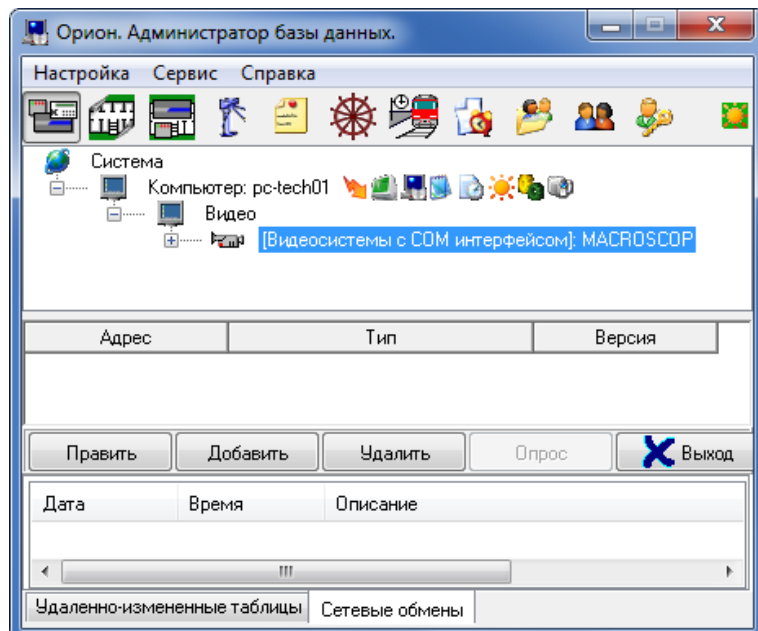 Орион. Администратор базы данных.
Настройка Сервис Справка
Система
Компьютер: pc-tech01
Видео
[Видеосистемы с COM интерфейсом]: MACROSCOP
Адрес Тип Версия
Править Добавить Удалить Опрос Выход
Дата Время Описание
Удаленно-измененные таблицы Сетевые обмены